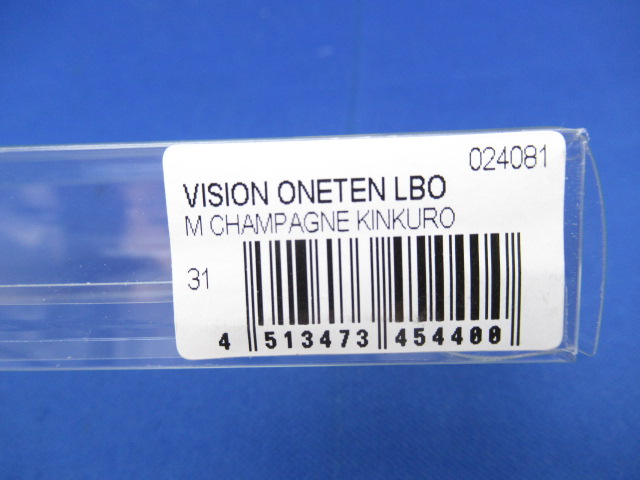 024081
VISION ONETEN LBO
M CHAMPAGNE KINKURO
31
4 513473 454400